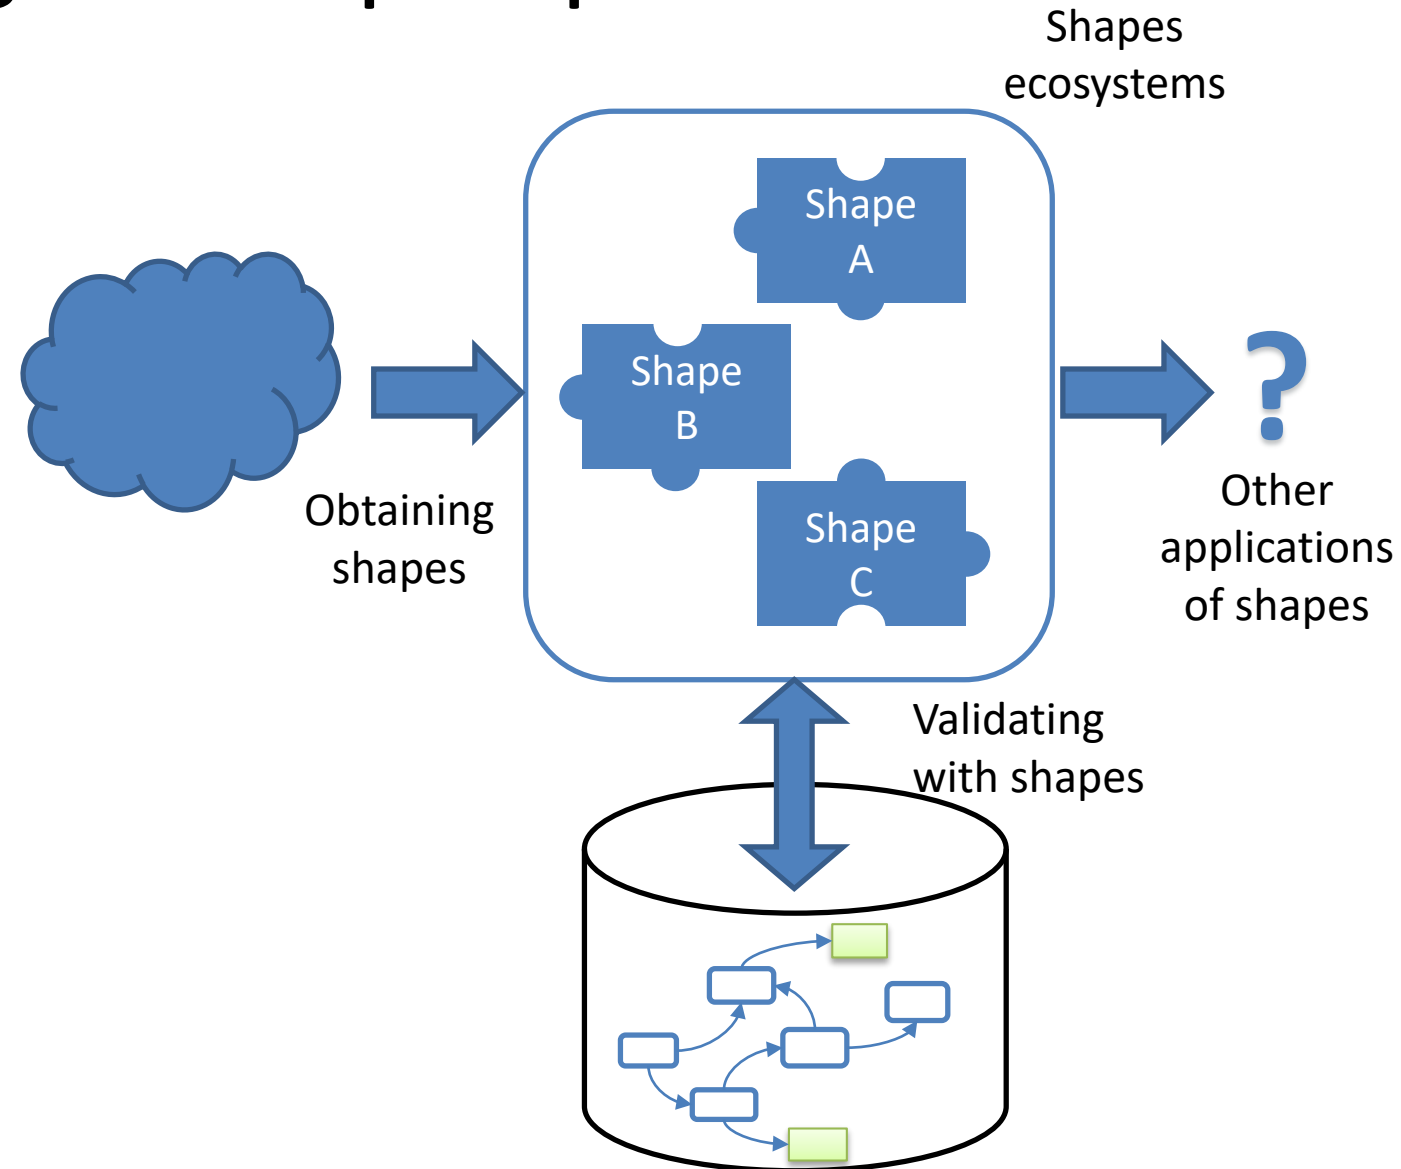 Shapes
ecosystems
Shape
A
Shape
B
Shape
C
Obtaining
shapes
?
Other
applications
of shapes
Validating
with shapes